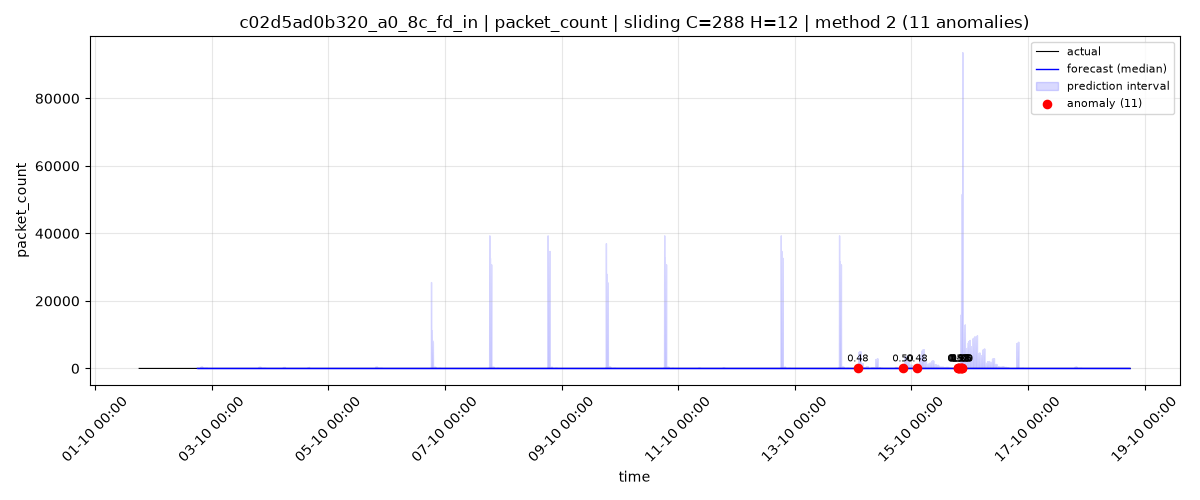 c02d5ad0b320_a0_8c_fd_in | packet_count | sliding C=288 H=12 | method 2 (11 anomalies)
actual
forecast (median)
prediction interval
anomaly (11)
packet_count
80000
60000
40000
20000
0
0.48
0.50
0.48
01-10 00:00
03-10 00:00
05-10 00:00
07-10 00:00
09-10 00:00
11-10 00:00
13-10 00:00
15-10 00:00
17-10 00:00
19-10 00:00
time